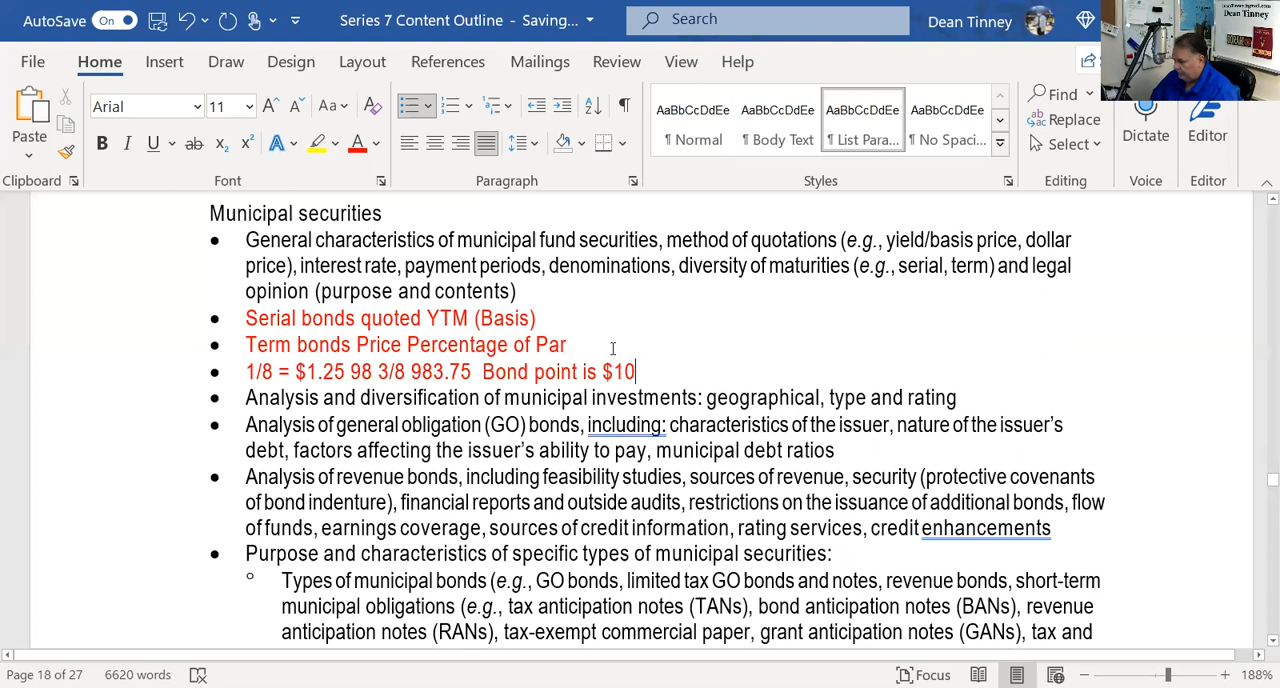 AutoSave On Series 7 Content Outline - Saving... Search Dean Tinney
Dean Tinney
File Home Insert Draw Design Layout References Mailings Review View Help
Paste Arial 11 Aa AaBbCcDdEe AaBbCcDdEe AaBbCcDdEe AaBbCcDdEe Find
¶ Normal ¶ Body Text ¶ List Para... ¶ No Spaci... Replace
Select Dictate Editor
Clipboard Font Paragraph Styles Editing Voice Editor
Municipal securities
• General characteristics of municipal fund securities, method of quotations (e.g., yield/basis price, dollar
price), interest rate, payment periods, denominations, diversity of maturities (e.g., serial, term) and legal
opinion (purpose and contents)
• Serial bonds quoted YTM (Basis)
• Term bonds Price Percentage of Par
• 1/8 = $1.25 98 3/8 983.75  Bond point is $10
• Analysis and diversification of municipal investments: geographical, type and rating
• Analysis of general obligation (GO) bonds, including: characteristics of the issuer, nature of the issuer's
debt, factors affecting the issuer's ability to pay, municipal debt ratios
• Analysis of revenue bonds, including feasibility studies, sources of revenue, security (protective covenants
of bond indenture), financial reports and outside audits, restrictions on the issuance of additional bonds, flow
of funds, earnings coverage, sources of credit information, rating services, credit enhancements
• Purpose and characteristics of specific types of municipal securities:
° Types of municipal bonds (e.g., GO bonds, limited tax GO bonds and notes, revenue bonds, short-term
municipal obligations (e.g., tax anticipation notes (TANs), bond anticipation notes (BANs), revenue
anticipation notes (RANs), tax-exempt commercial paper, grant anticipation notes (GANs), tax and
Page 18 of 27 6620 words Focus 188%